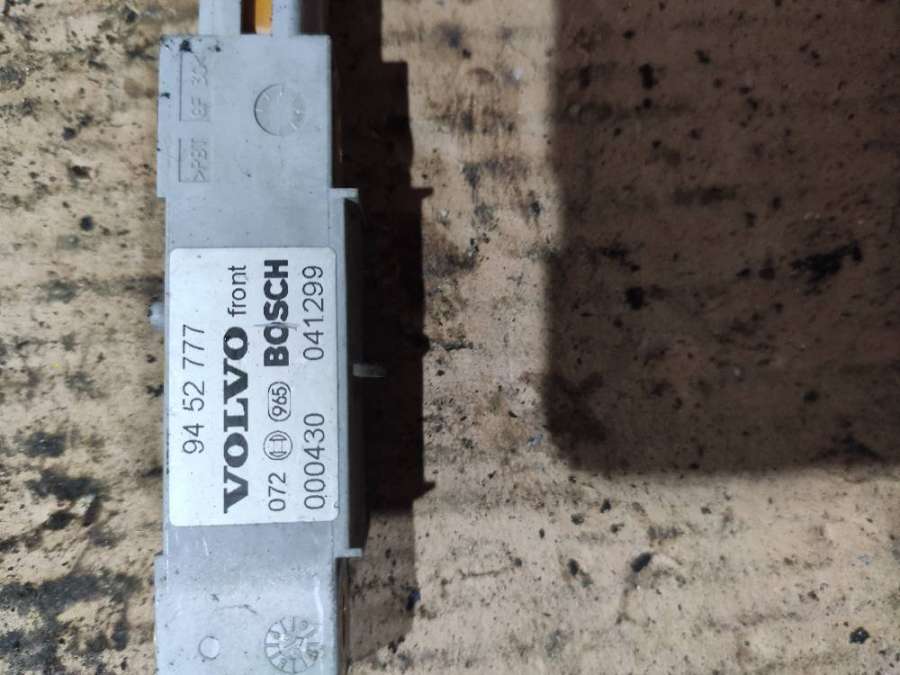 94 52 777
VOLVO front
072 965 BOSCH
000430 041299